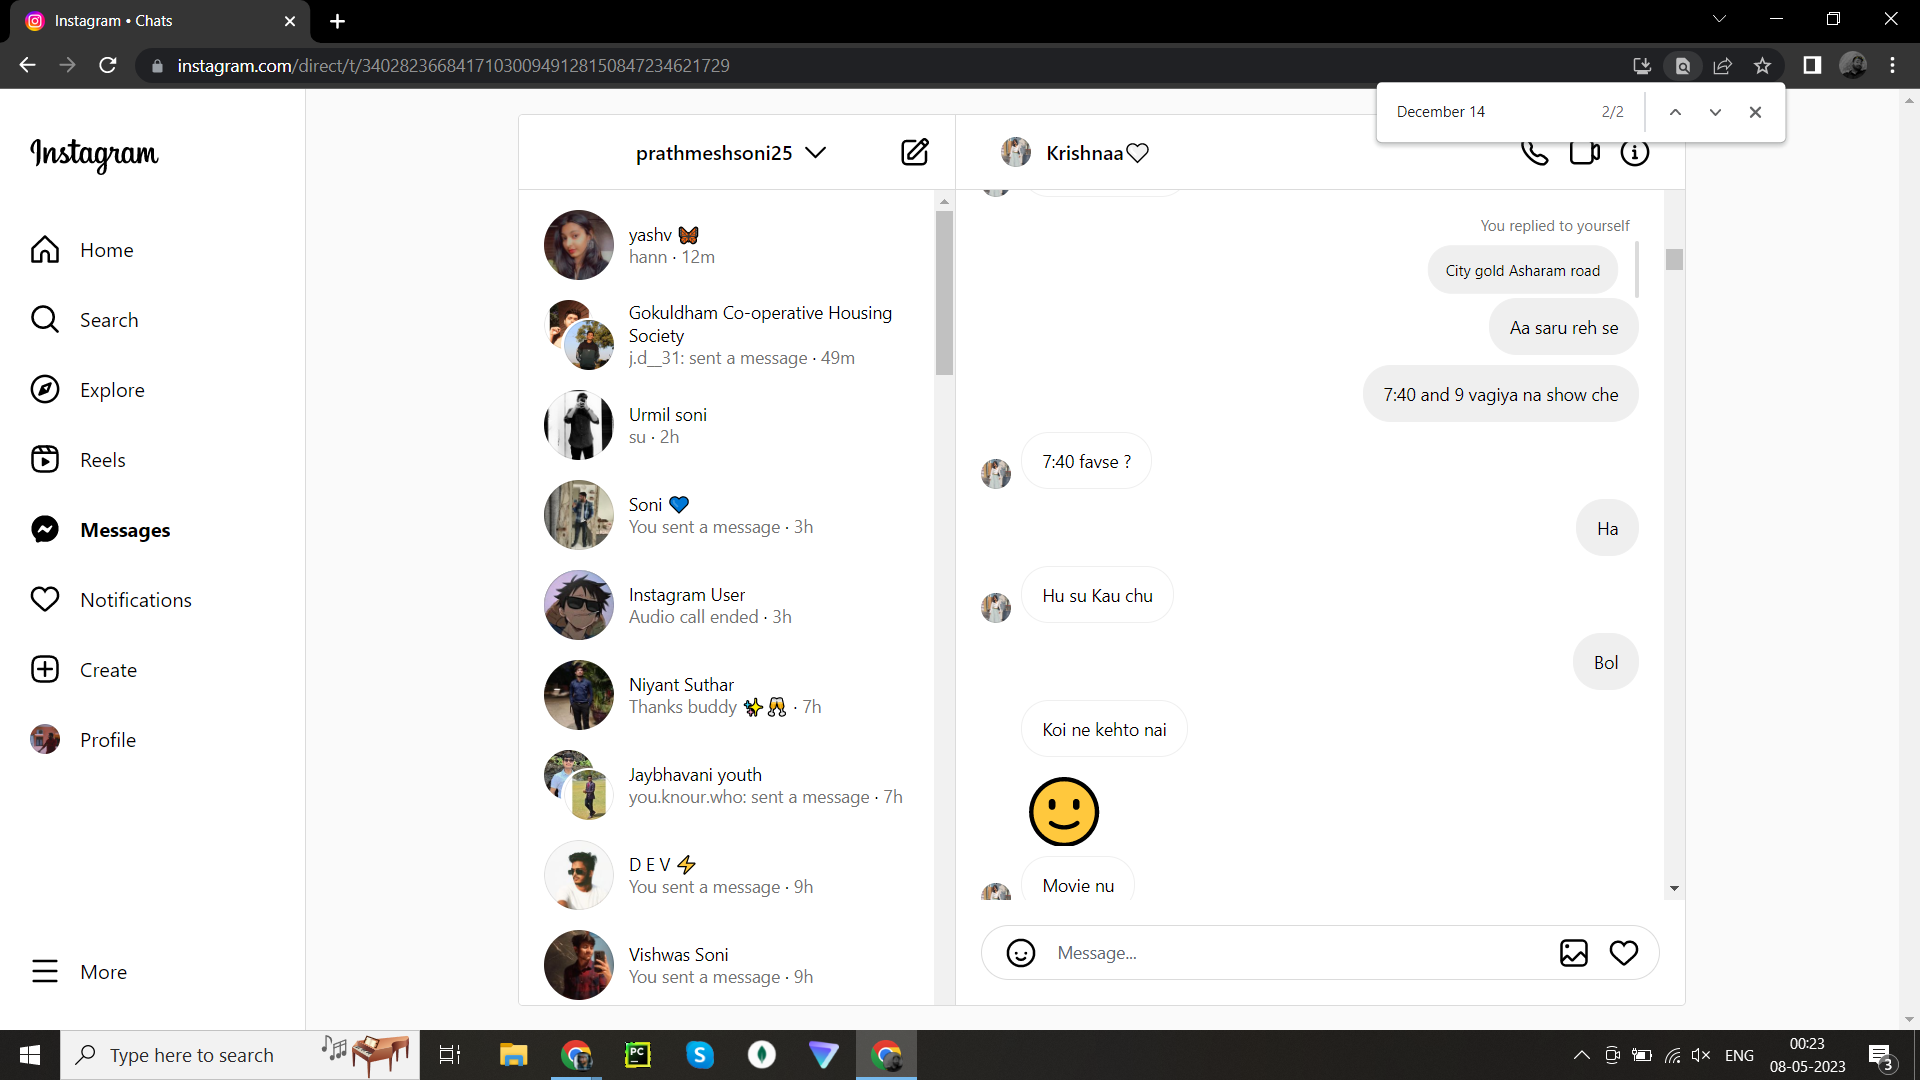 Instagram • Chats
instagram.com/direct/t/340282366841710300949128150847234621729
December 14
2/2
Instagram
Home
Search
Explore
Reels
Messages
Notifications
Create
Profile
More
prathmeshsoni25
yashv 🦋
hann · 12m
Gokuldham Co-operative Housing
Society
j.d__31: sent a message · 49m
Urmil soni
su · 2h
Soni 💙
You sent a message · 3h
Instagram User
Audio call ended · 3h
Niyant Suthar
Thanks buddy ✨🥂 · 7h
Jaybhavani youth
you.knour.who: sent a message · 7h
D E V ⚡
You sent a message · 9h
Vishwas Soni
You sent a message · 9h
Krishnaa♡
You replied to yourself
City gold Asharam road
Aa saru reh se
7:40 and 9 vagiya na show che
7:40 favse ?
Ha
Hu su Kau chu
Bol
Koi ne kehto nai
🙂
Movie nu
Message...
Type here to search
PC
S
ENG
00:23
08-05-2023
3